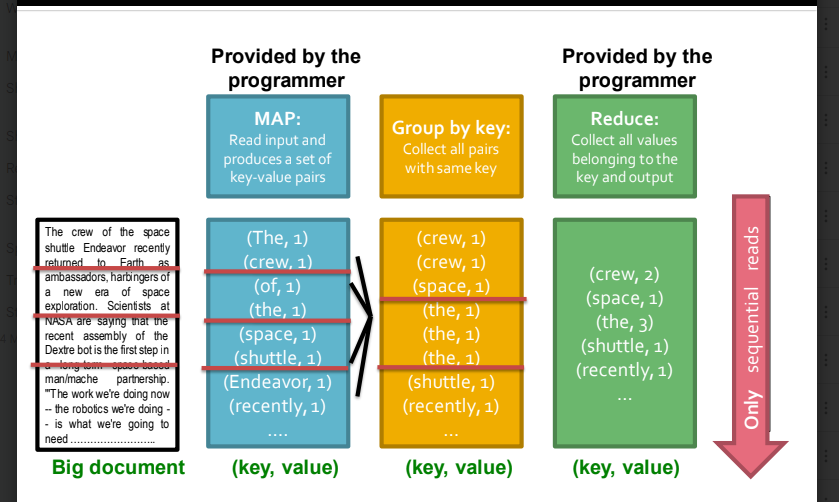 Provided by the
programmer
Provided by the
programmer
MAP:
Read input and
produces a set of
key-value pairs
Group by key:
Collect all pairs
with same key
Reduce:
Collect all values
belonging to the
key and output
The crew of the space
shuttle Endeavor recently
returned to Earth as
ambassadors, harbingers of
a new era of space
exploration. Scientists at
NASA are saying that the
recent assembly of the
Dextre bot is the first step in
a long-term space-based
man/mache partnership.
'"The work we're doing now
-- the robotics we're doing -
- is what we're going to
need ……………………..
Big document
(The, 1)
(crew, 1)
(of, 1)
(the, 1)
(space, 1)
(shuttle, 1)
(Endeavor, 1)
(recently, 1)
....
(key, value)
(crew, 1)
(crew, 1)
(space, 1)
(the, 1)
(the, 1)
(the, 1)
(shuttle, 1)
(recently, 1)
...
(key, value)
(crew, 2)
(space, 1)
(the, 3)
(shuttle, 1)
(recently, 1)
...
(key, value)
Only sequential reads